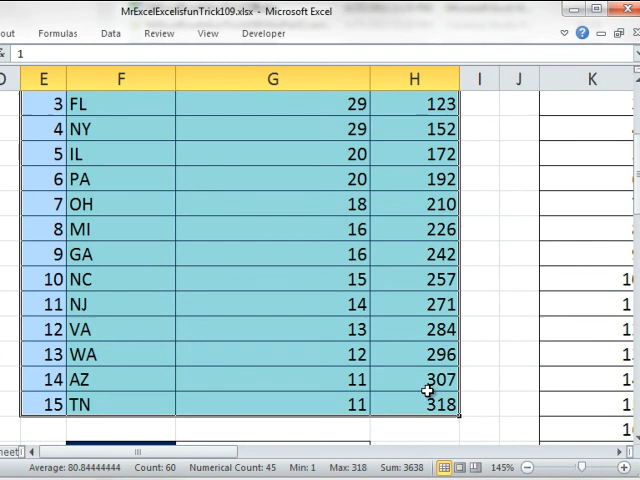 MrExcelExcelisfunTrick109.xlsx - Microsoft Excel
out Formulas Data Review View Developer
1
E F G H I J K
3 FL 29 123
4 NY 29 152
5 IL 20 172
6 PA 20 192
7 OH 18 210
8 MI 16 226
9 GA 16 242
10 NC 15 257
11 NJ 14 271
12 VA 13 284
13 WA 12 296
14 AZ 11 307
15 TN 11 318
Average: 80.84444444 Count: 60 Numerical Count: 45 Min: 1 Max: 318 Sum: 3638 145%